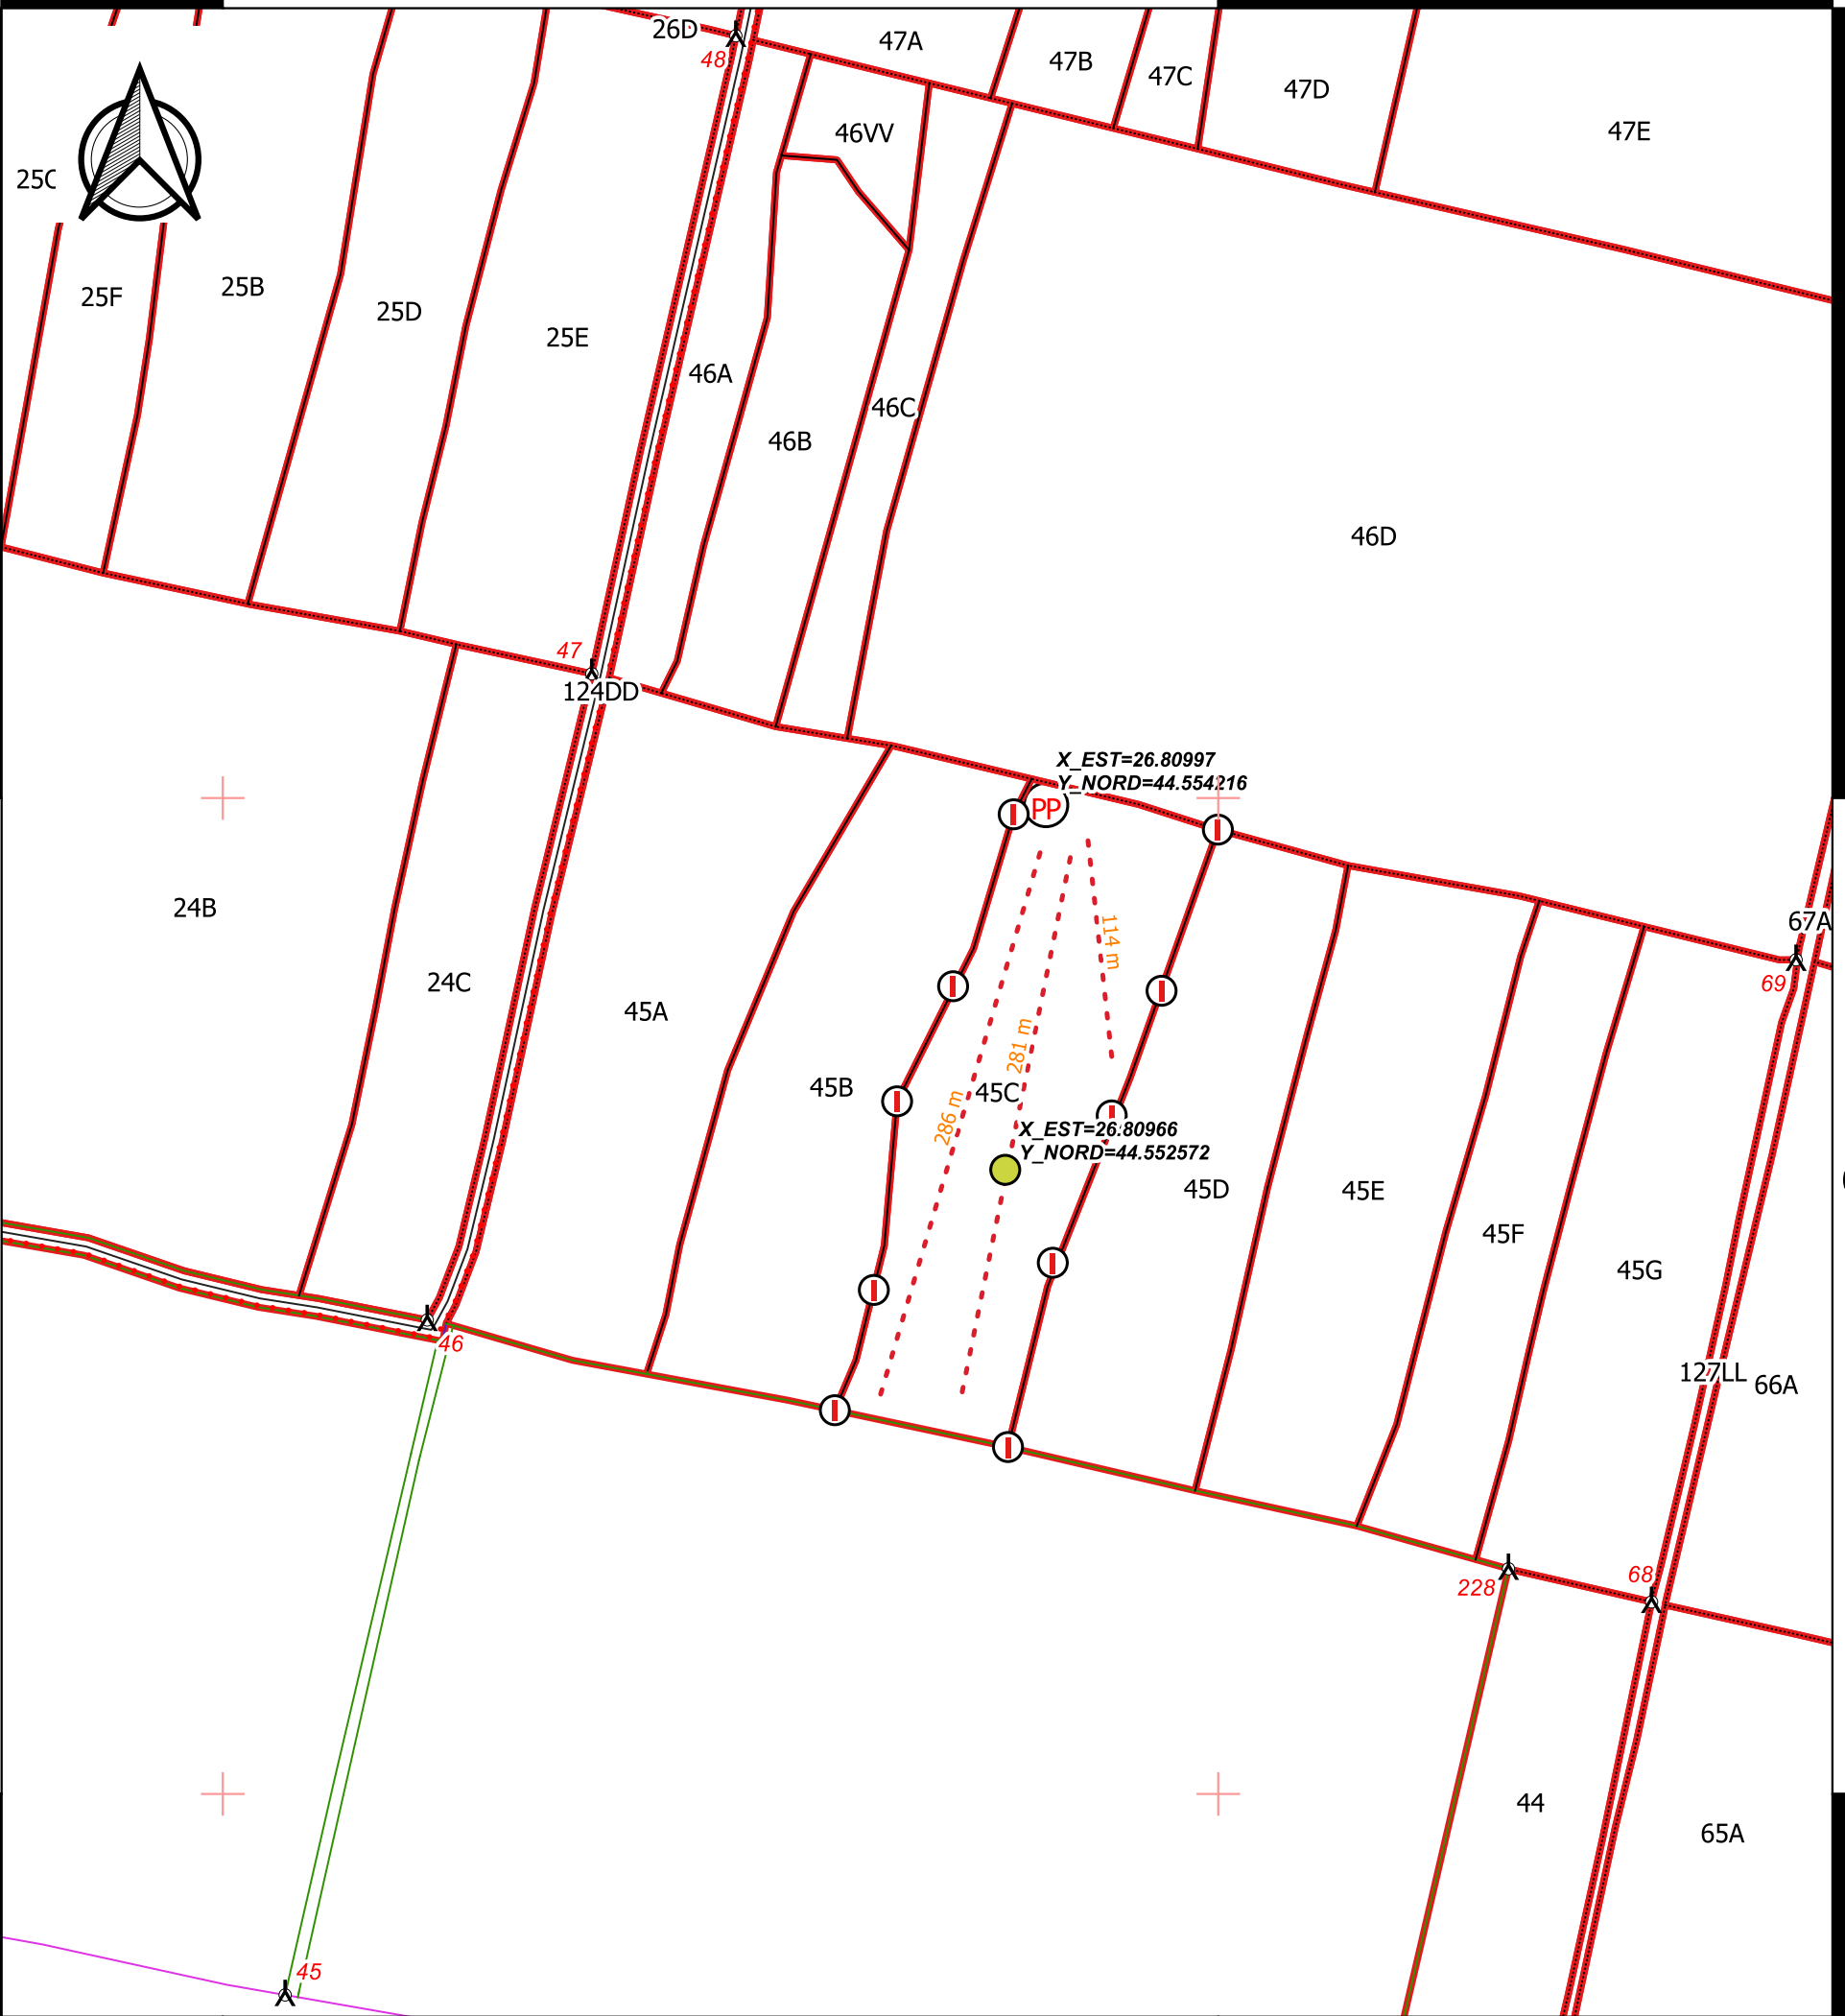 26D
47A
48
47B
47C
47D
47E
46VV
25C
25F
25B
25D
25E
46A
46C
46B
46D
47
124DD
X_EST=26.80997
Y_NORD=44.554216
PP
24B
67A
114 m
24C
69
45A
281 m
45B
45C
286 m
X_EST=26.80966
Y_NORD=44.552572
45D
45E
45F
45G
46
127LL
66A
68
228
44
65A
45